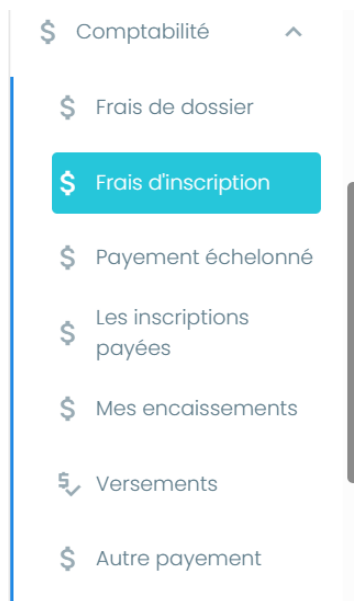 Comptabilité
Frais de dossier
Frais d'inscription
Payement échelonné
Les inscriptions
payées
Mes encaissements
Versements
Autre payement